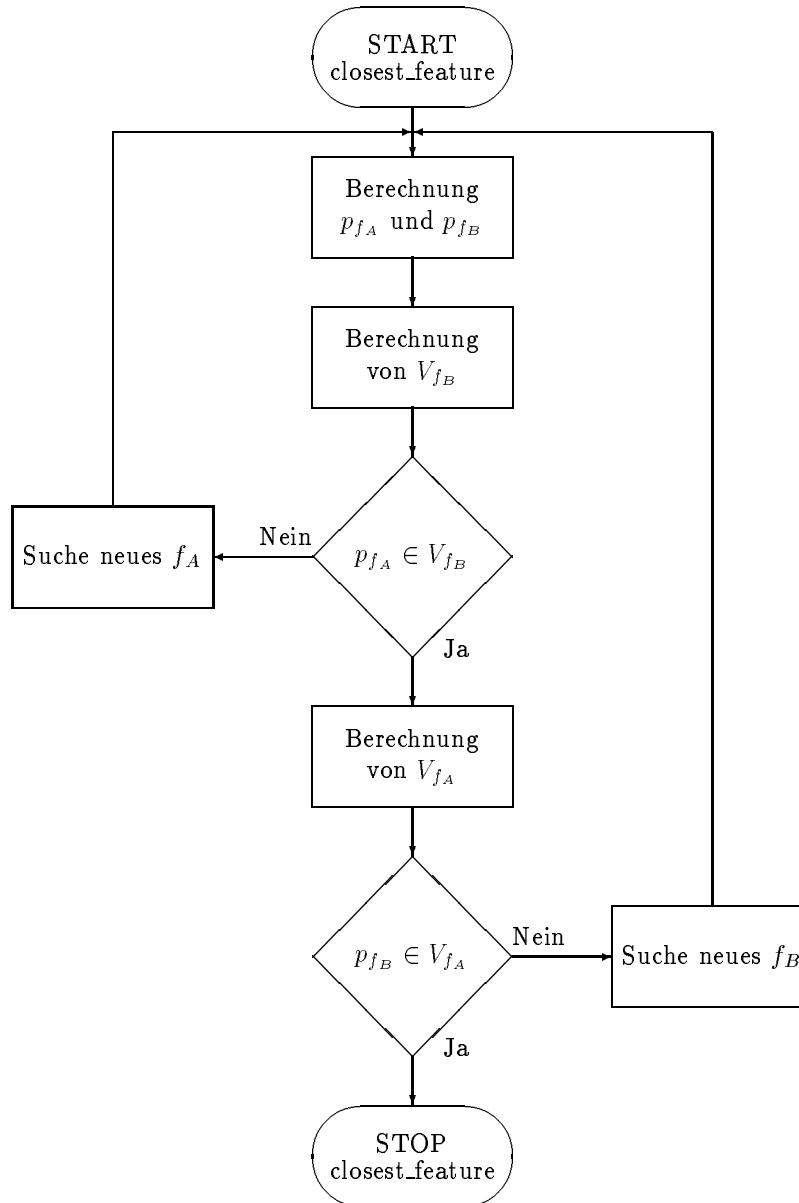 START
closest_feature
Berechnung
p_{f_A} und p_{f_B}
Berechnung
von V_{f_B}
Nein
Suche neues f_A
p_{f_A} ∈ V_{f_B}
Ja
Berechnung
von V_{f_A}
p_{f_B} ∈ V_{f_A}
Nein
Suche neues f_B
Ja
STOP
closest_feature